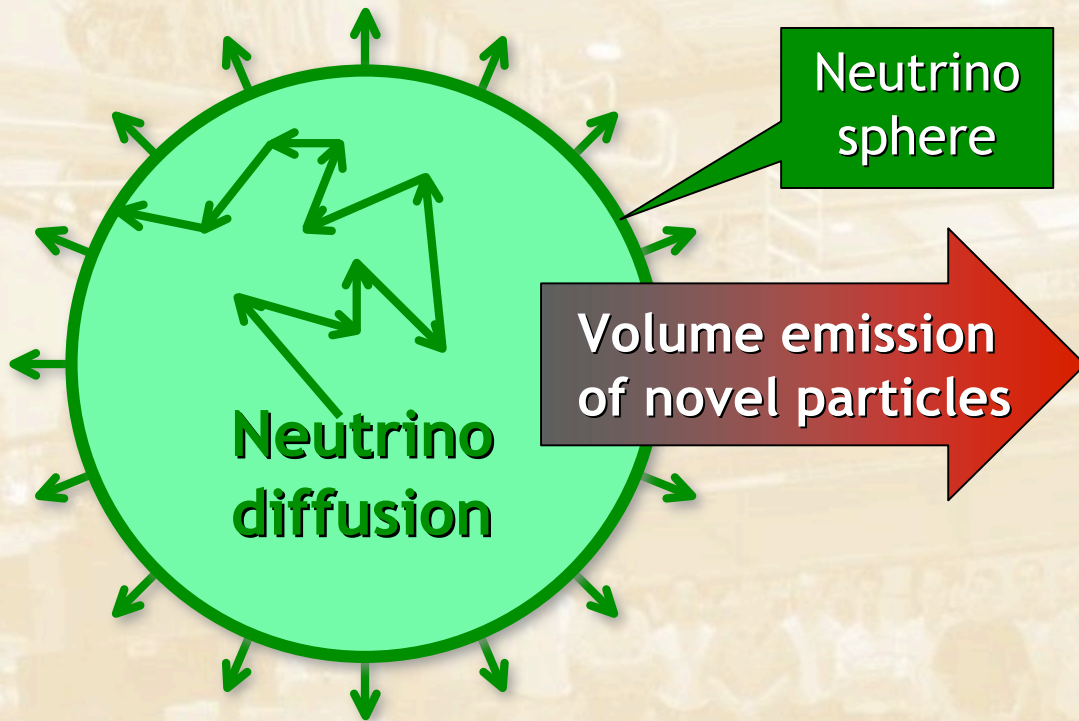 Neutrino
sphere
Volume emission
of novel particles
Neutrino
diffusion